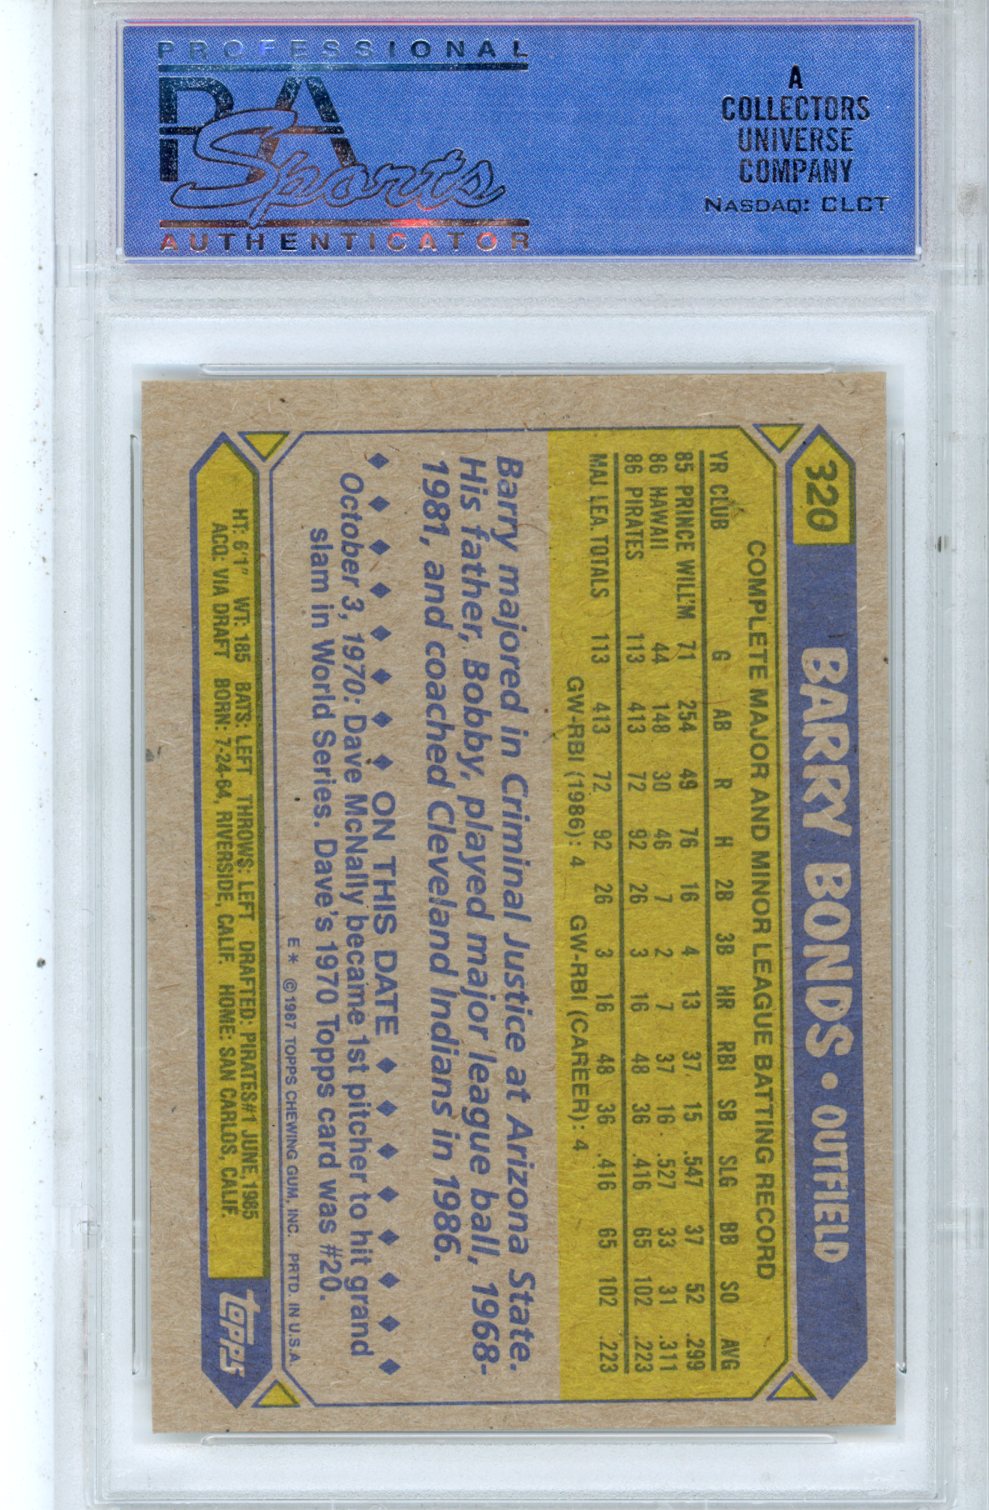 PROFESSIONAL
PSA
Sports
AUTHENTICATOR
A
COLLECTORS
UNIVERSE
COMPANY
NASDAQ: CLCT
320 BARRY BONDS • OUTFIELD
COMPLETE MAJOR AND MINOR LEAGUE BATTING RECORD
YR CLUB G AB R H 2B 3B HR RBI SB SLG BB SO AVG
85 PRINCE WILL'M 71 254 49 76 16 4 13 37 15 .547 37 52 .299
86 HAWAII 44 148 30 46 7 2 7 37 16 .527 33 31 .311
86 PIRATES 113 413 72 92 26 3 16 48 36 .416 65 102 .223
MAJ LEA. TOTALS 113 413 72 92 26 3 16 48 36 .416 65 102 .223
GW-RBI (1986): 4 GW-RBI (CAREER): 4
Barry majored in Criminal Justice at Arizona State.
His father, Bobby, played major league ball, 1968-
1981, and coached Cleveland Indians in 1986.
ON THIS DATE
October 3, 1970: Dave McNally became 1st pitcher to hit grand
slam in World Series. Dave's 1970 Topps card was #20.
E* ©1987 TOPPS CHEWING GUM, INC. PRTD. IN U.S.A.
HT: 6'1" WT: 185 BATS: LEFT THROWS: LEFT DRAFTED: PIRATES#1 JUNE,1985
ACQ: VIA DRAFT BORN: 7-24-64, RIVERSIDE, CALIF. HOME: SAN CARLOS, CALIF.
topps